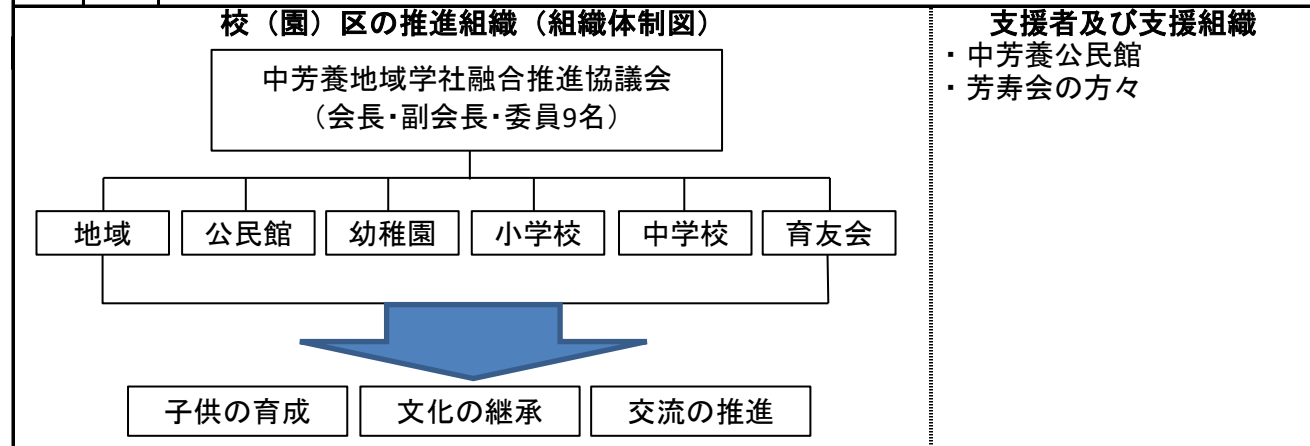 校（園）区の推進組織（組織体制図）
中芳養地域学社融合推進協議会
（会長・副会長・委員9名）
地域
公民館
幼稚園
小学校
中学校
育友会
子供の育成
文化の継承
交流の推進
支援者及び支援組織
・中芳養公民館
・芳寿会の方々